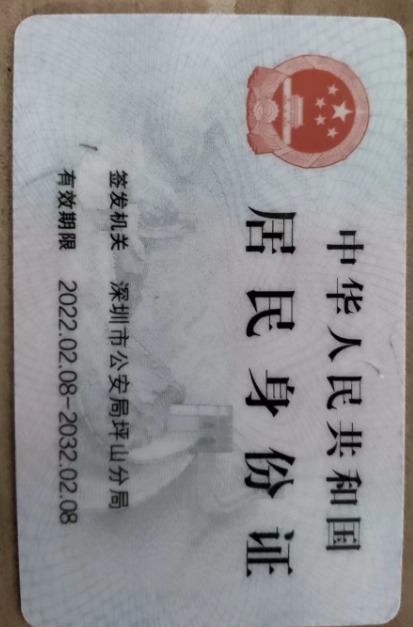 中华人民共和国
居民身份证
签发机关 深圳市公安局坪山分局
有效期限 2022.02.08-2032.02.08